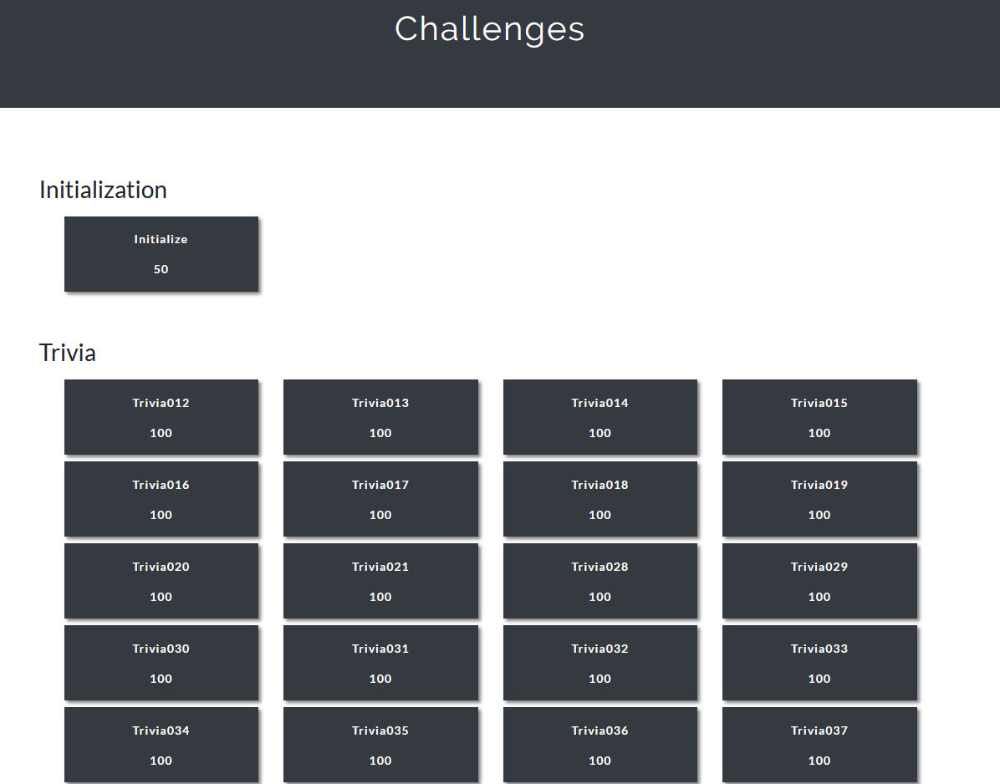 Challenges
Initialization
Initialize
50
Trivia
Trivia012 Trivia013 Trivia014 Trivia015
100 100 100 100
Trivia016 Trivia017 Trivia018 Trivia019
100 100 100 100
Trivia020 Trivia021 Trivia028 Trivia029
100 100 100 100
Trivia030 Trivia031 Trivia032 Trivia033
100 100 100 100
Trivia034 Trivia035 Trivia036 Trivia037
100 100 100 100